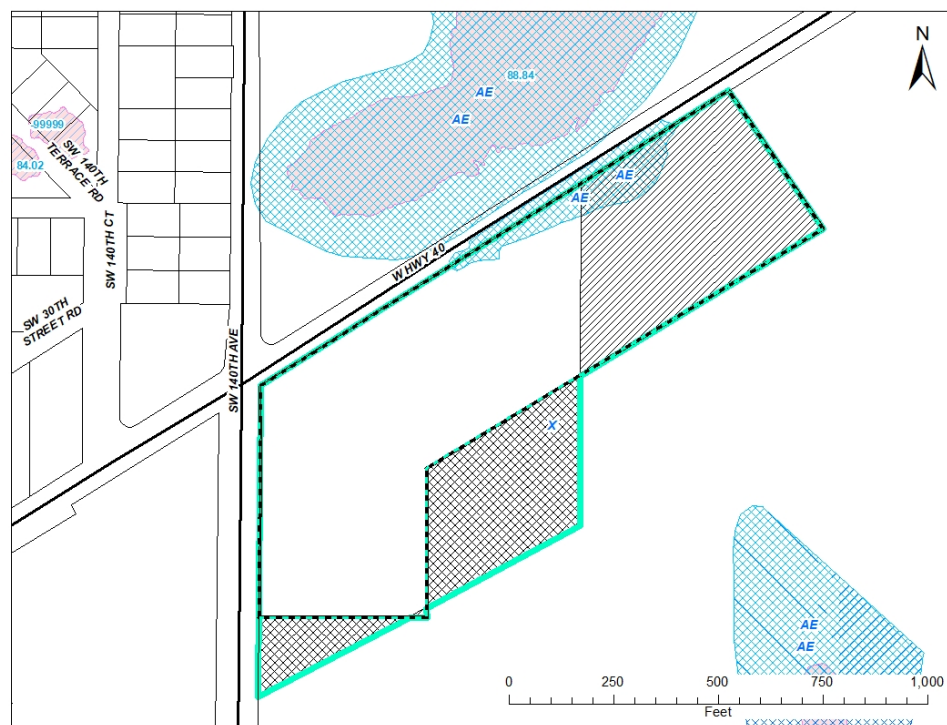 N
88.84
AE
AE
99999
SW 140TH
TERRACE RD
84.02
AE
AE
SW 140TH CT
W HWY 40
SW 30TH
STREET RD
SW 140TH AVE
X
AE
AE
0 250 500 750 1,000
Feet